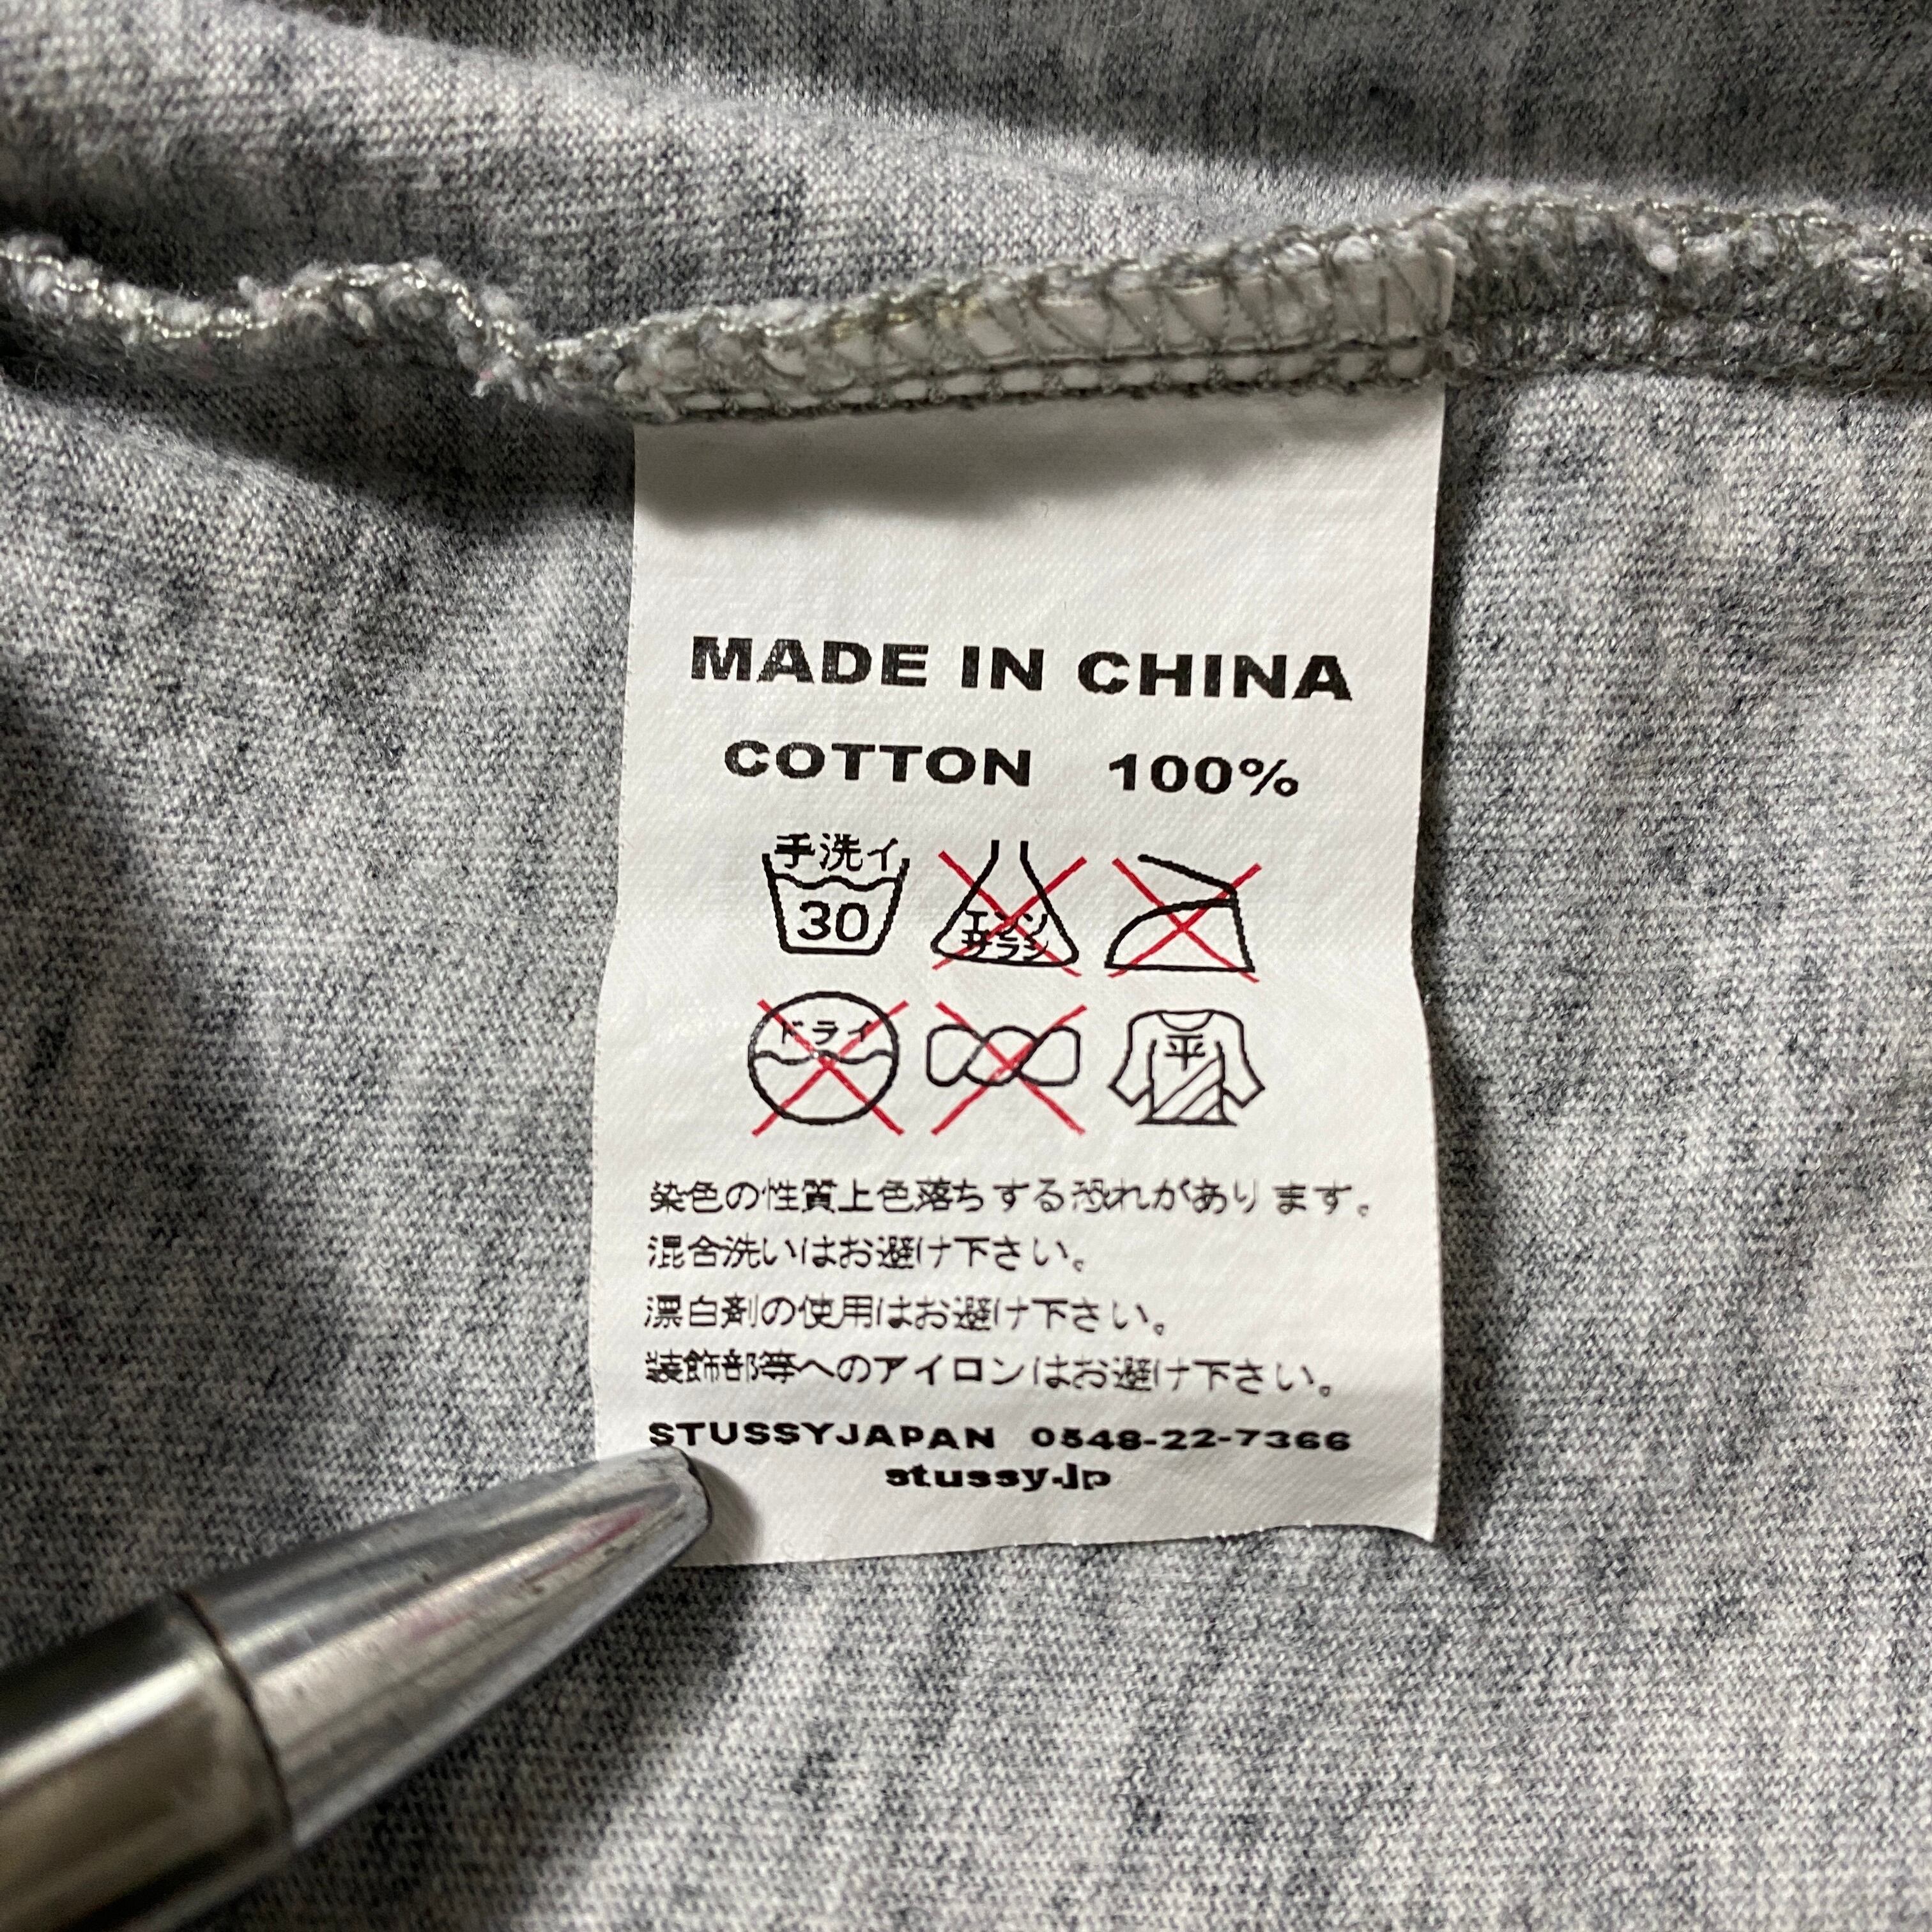 MADE IN CHINA
COTTON 100%
手洗イ
30
エンソ
サラシ
ドライ
平
染色の性質上色落ちする恐れがあります。
混合洗いはお避け下さい。
漂白剤の使用はお避け下さい。
装飾部等へのアイロンはお避け下さい。
STUSSYJAPAN 0548-22-7366
stussy.jp